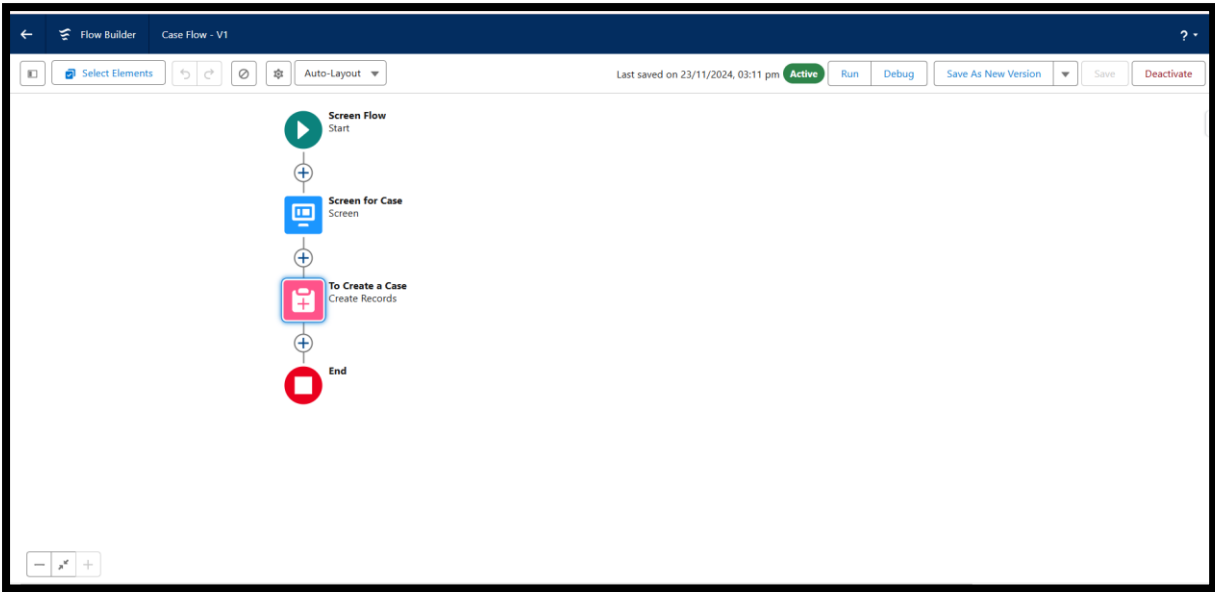 Flow Builder Case Flow - V1 ?
Select Elements Auto-Layout Last saved on 23/11/2024, 03:11 pm Active Run Debug Save As New Version Save Deactivate
Screen Flow
Start
Screen for Case
Screen
To Create a Case
Create Records
End